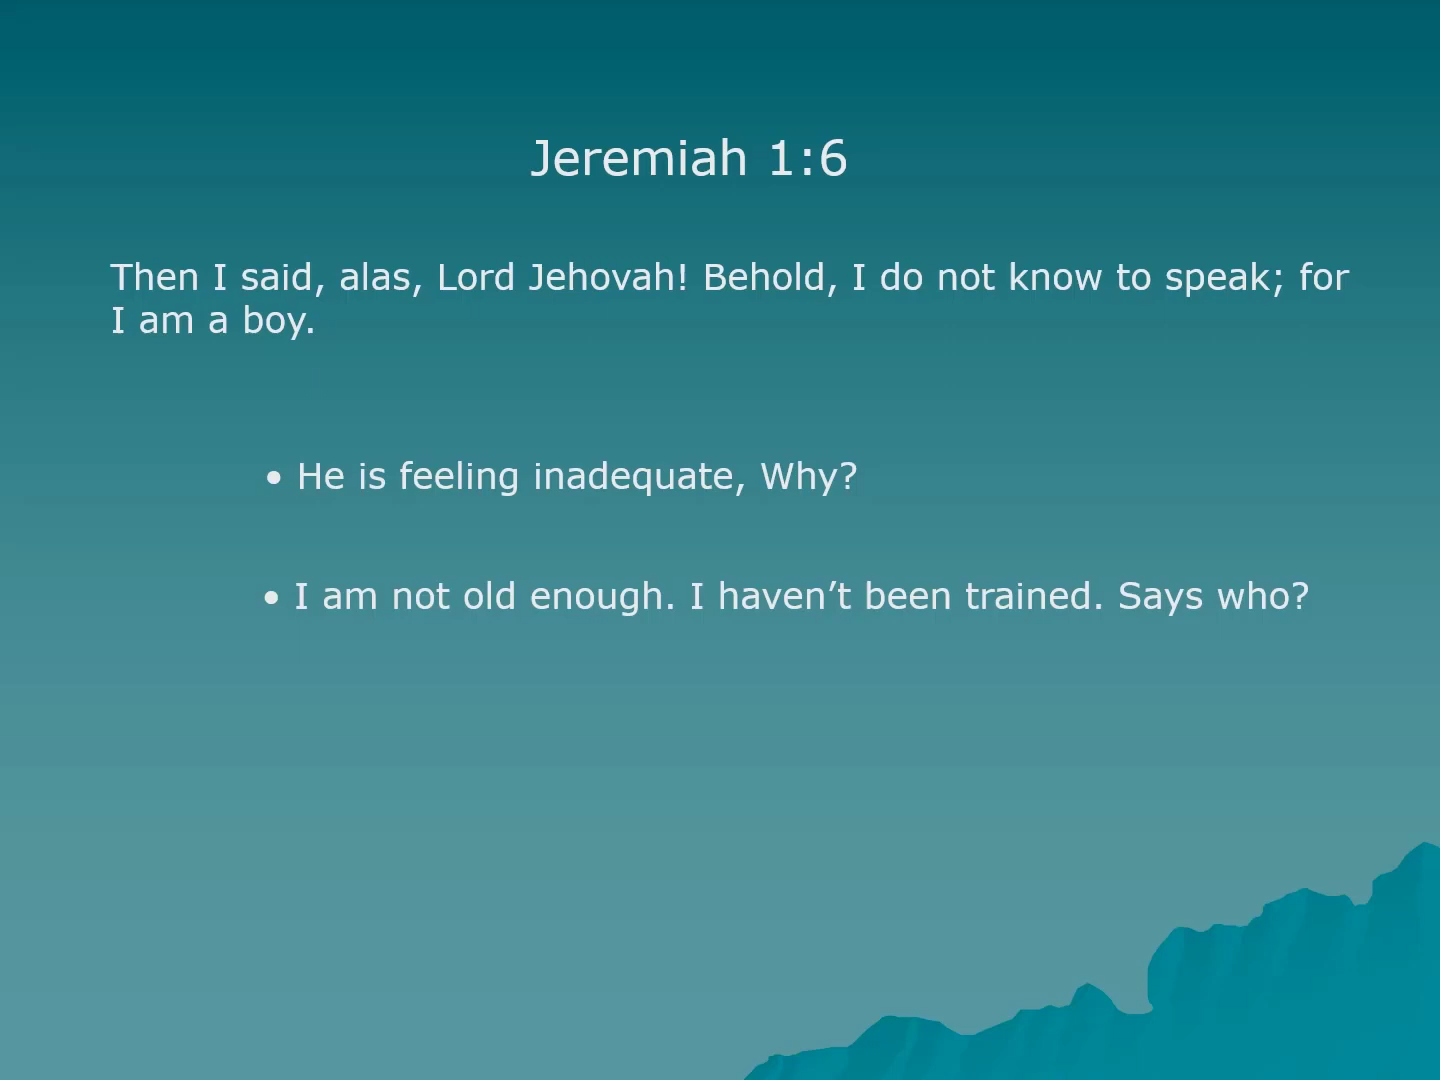 Jeremiah 1:6
Then I said, alas, Lord Jehovah! Behold, I do not know to speak; for
I am a boy.
• He is feeling inadequate, Why?
• I am not old enough. I haven’t been trained. Says who?